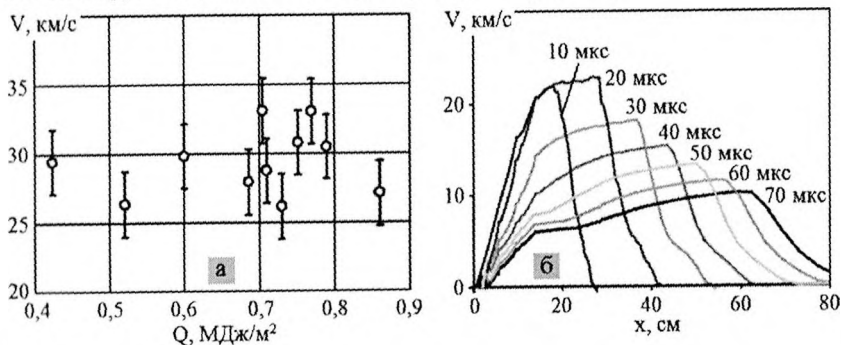 V, км/с
35
30
25
20
0,4
0,5
0,6
0,7
0,8
0,9
Q, МДж/м²
а
V, км/с
20
10
0
0
20
40
60
80
x, см
10 мкс
20 мкс
30 мкс
40 мкс
50 мкс
60 мкс
70 мкс
б